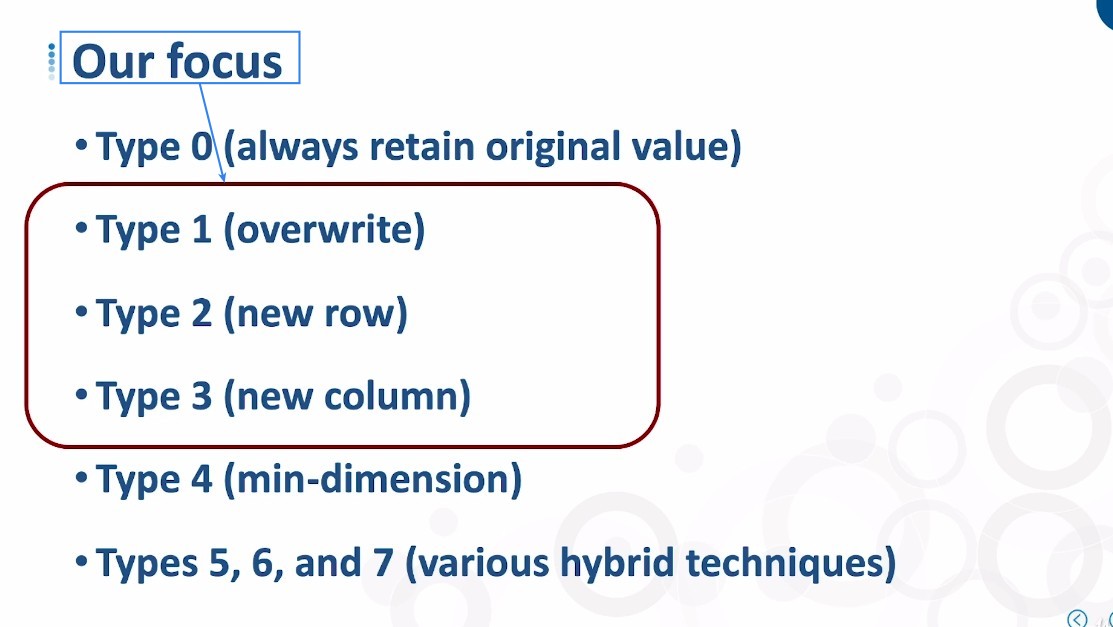 Our focus
• Type 0 (always retain original value)
• Type 1 (overwrite)
• Type 2 (new row)
• Type 3 (new column)
• Type 4 (min-dimension)
• Types 5, 6, and 7 (various hybrid techniques)